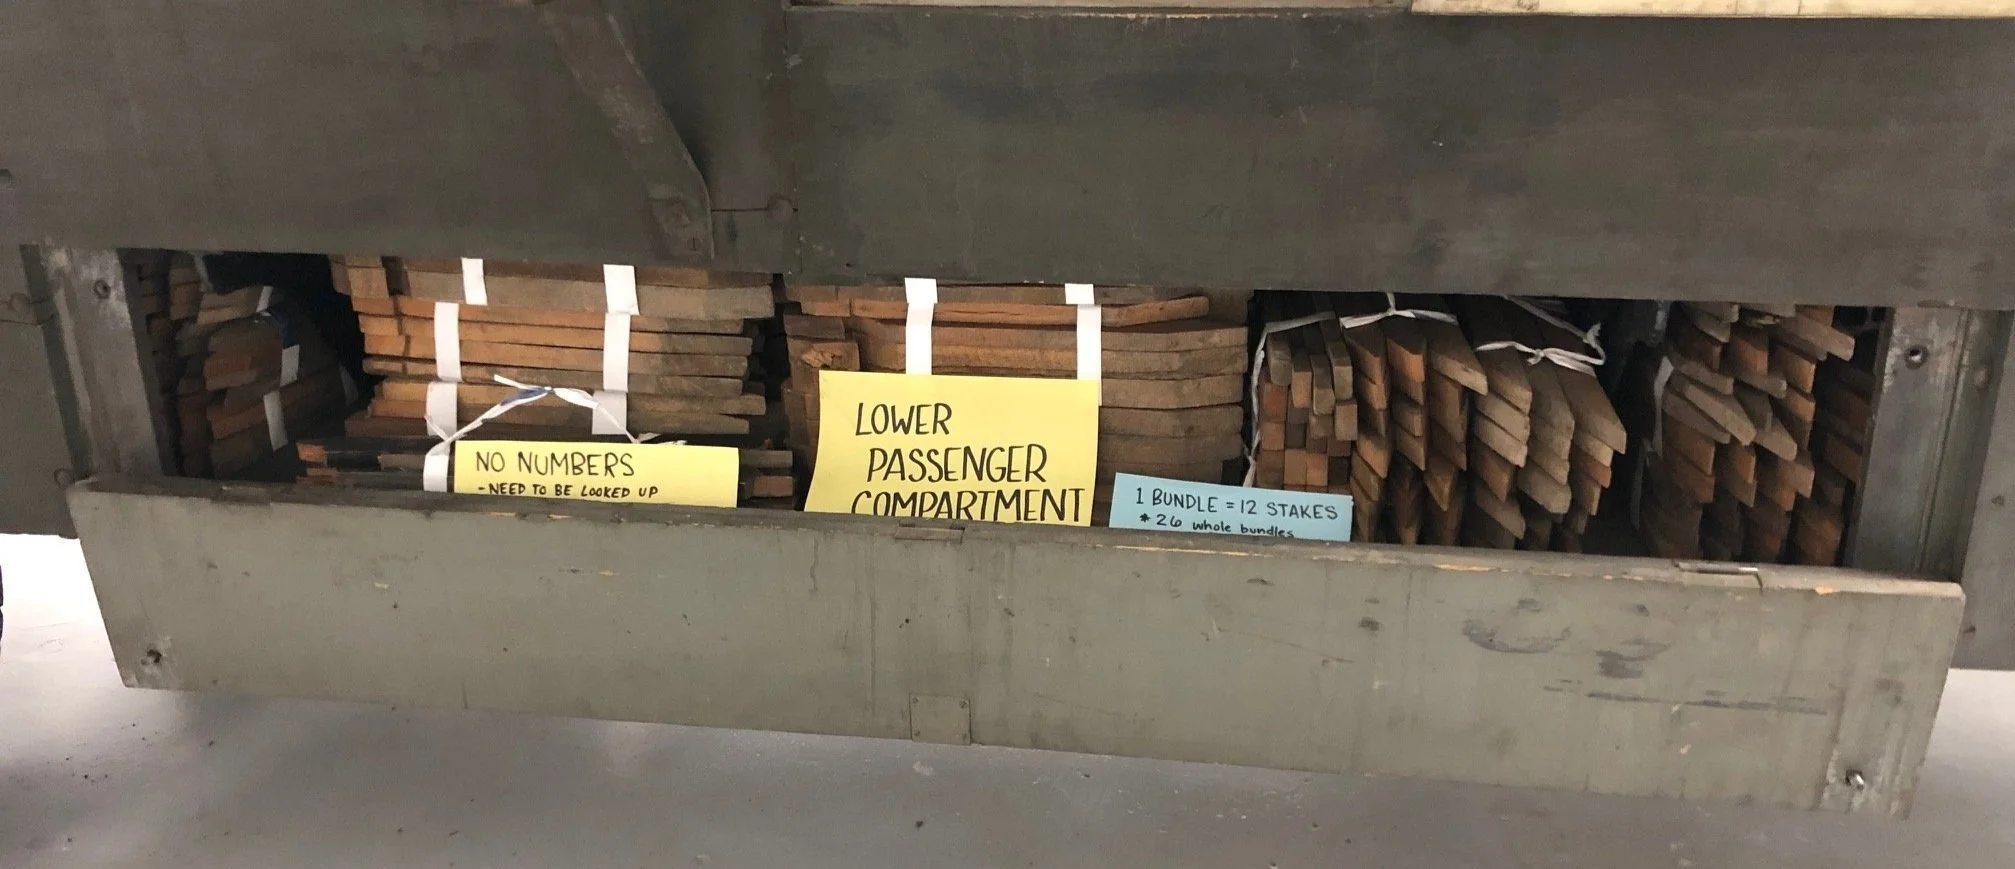 NO NUMBERS
-NEED TO BE LOOKED UP
LOWER
PASSENGER
COMPARTMENT
1 BUNDLE = 12 STAKES
* 26 whole bundles